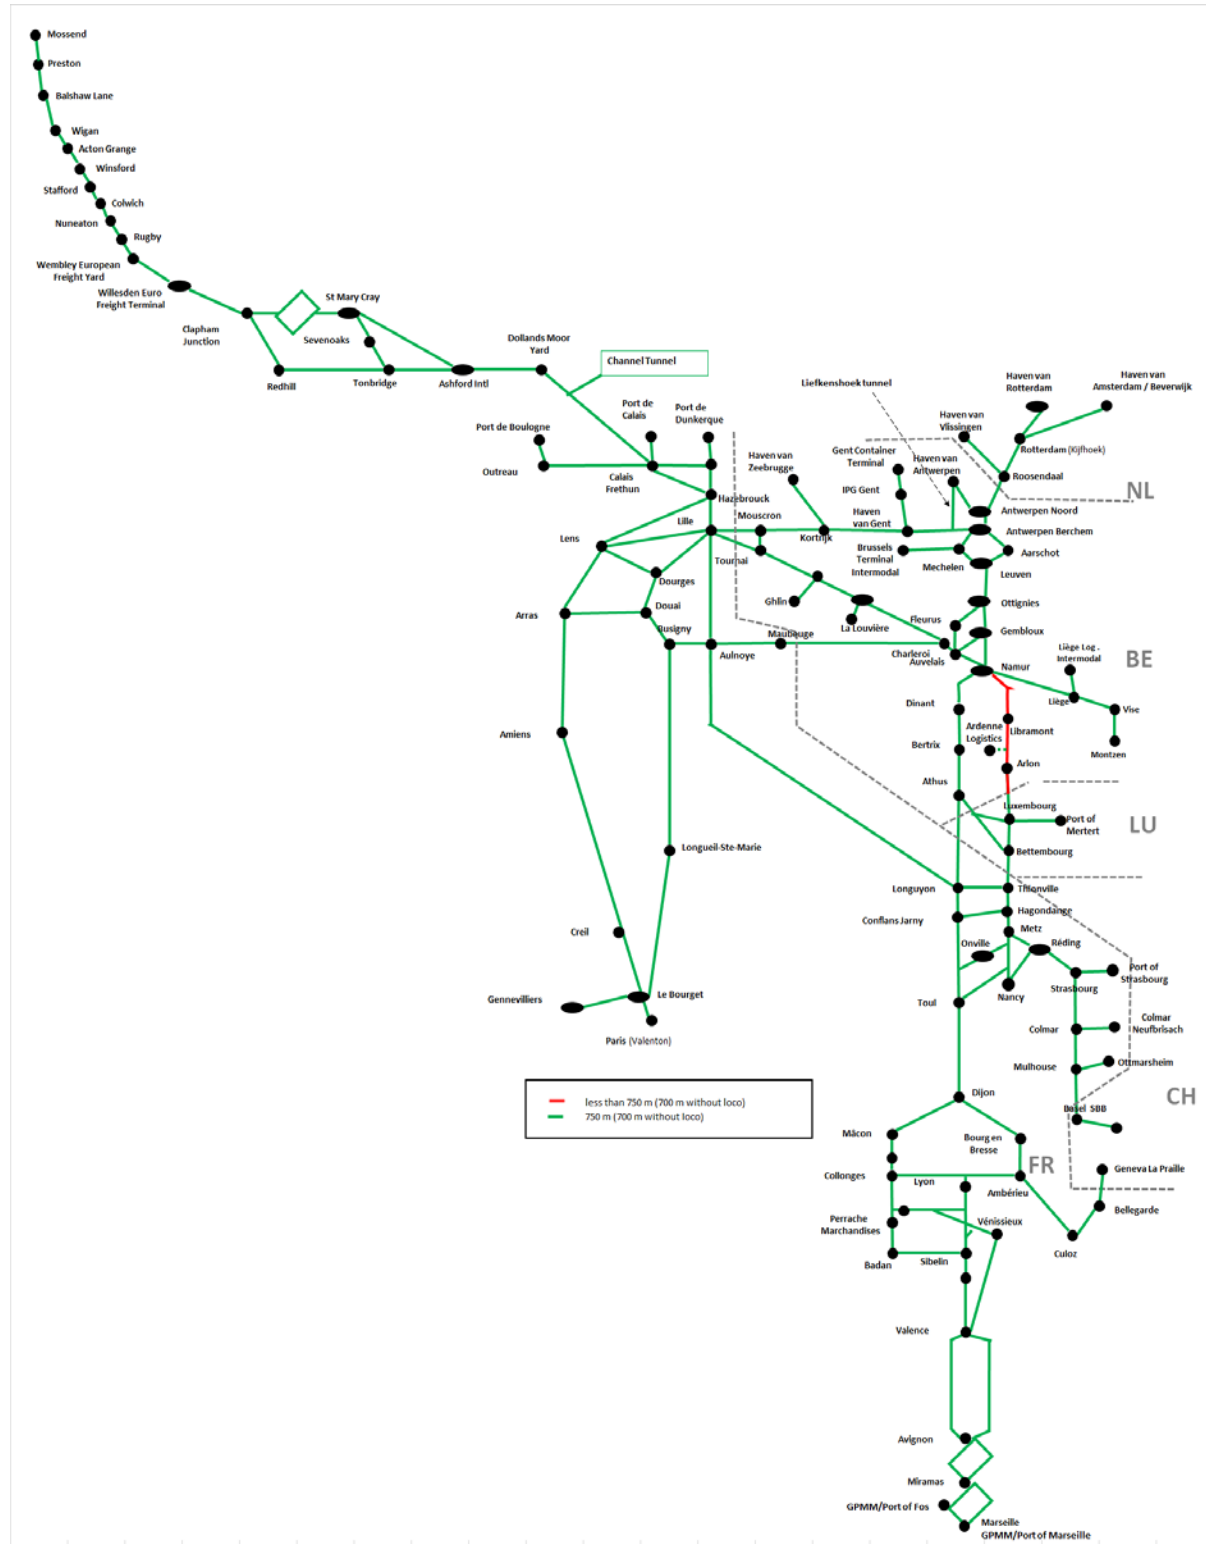 Mossend
Preston
Balshaw Lane
Wigan
Acton Grange
Winsford
Stafford
Colwich
Nuneaton
Rugby
Wembley European
Freight Yard
Willesden Euro
Freight Terminal
St Mary Cray
Clapham
Junction
Sevenoaks
Redhill
Tonbridge
Ashford Intl
Dollands Moor
Yard
Channel Tunnel
Liefkenshoek tunnel
Haven van
Rotterdam
Haven van
Amsterdam / Beverwijk
Port de Boulogne
Port de
Calais
Port de
Dunkerque
Haven van
Vlissingen
Outreau
Calais
Frethun
Haven van
Zeebrugge
Gent Container
Terminal
Haven van
Antwerpen
Rotterdam (Kijfhoek)
Roosendaal
NL
IPG Gent
Hazebrouck
Mouscron
Haven
van Gent
Antwerpen Noord
Lille
Kortrijk
Antwerpen Berchem
Lens
Tournai
Brussels
Terminal
Intermodal
Mechelen
Aarschot
Leuven
Dourges
Ghlin
Douai
La Louvière
Ottignies
Arras
Busigny
Fleurus
Gembloux
Maubeuge
Aulnoye
Charleroi
Auvelais
Liège Log .
Intermodal
BE
Namur
Liège
Vise
Dinant
Ardenne
Logistics
Libramont
Amiens
Bertrix
Montzen
Arlon
Athus
Luxembourg
Port of
Mertert
LU
Longueil-Ste-Marie
Bettembourg
Longuyon
Thionville
Conflans Jarny
Hagondange
Creil
Metz
Onville
Réding
Port of
Strasbourg
Strasbourg
Gennevilliers
Le Bourget
Nancy
Toul
Paris (Valenton)
Colmar
Colmar
Neufbrisach
Mulhouse
Ottmarsheim
less than 750 m (700 m without loco)
750 m (700 m without loco)
Dijon
CH
Basel SBB
Mâcon
Bourg en
Bresse
FR
Collonges
Lyon
Ambérieu
Geneva La Praille
Perrache
Marchandises
Vénissieux
Bellegarde
Badan
Sibelin
Culoz
Valence
Avignon
Miramas
GPMM/Port of Fos
Marseille
GPMM/Port of Marseille